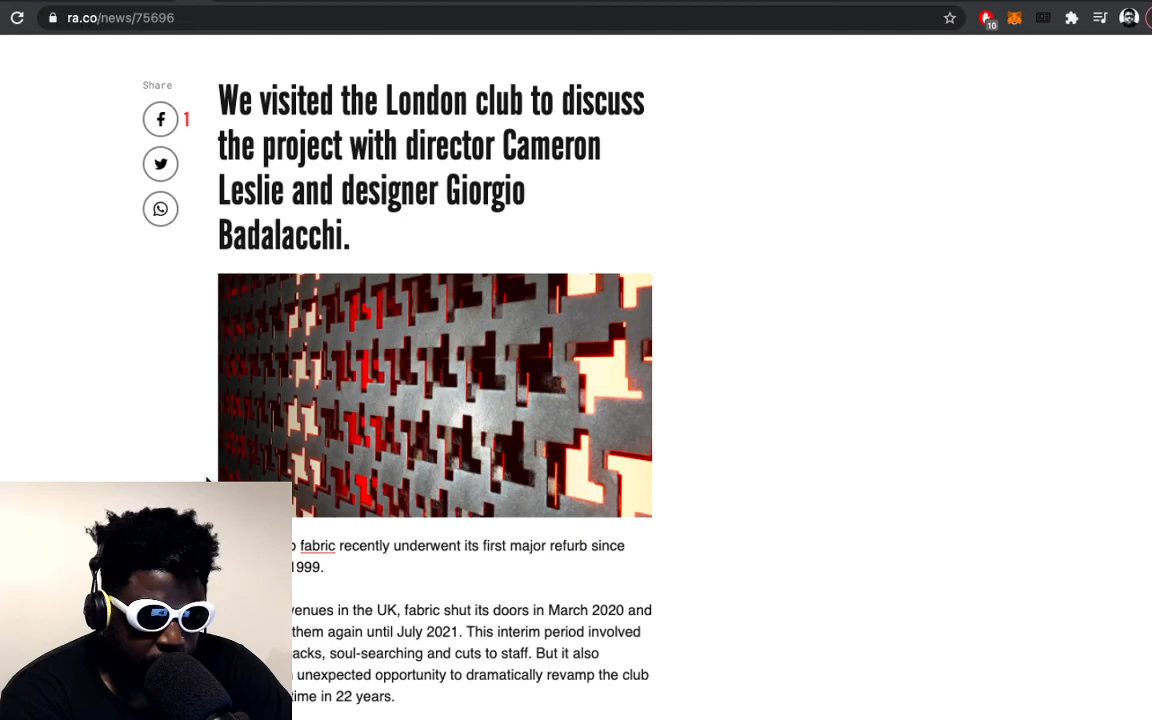 ra.co/news/75696
10
Share
1
We visited the London club to discuss
the project with director Cameron
Leslie and designer Giorgio
Badalacchi.
fabric recently underwent its first major refurb since
1999.
venues in the UK, fabric shut its doors in March 2020 and
them again until July 2021. This interim period involved
soul-searching and cuts to staff. But it also
unexpected opportunity to dramatically revamp the club
time in 22 years.